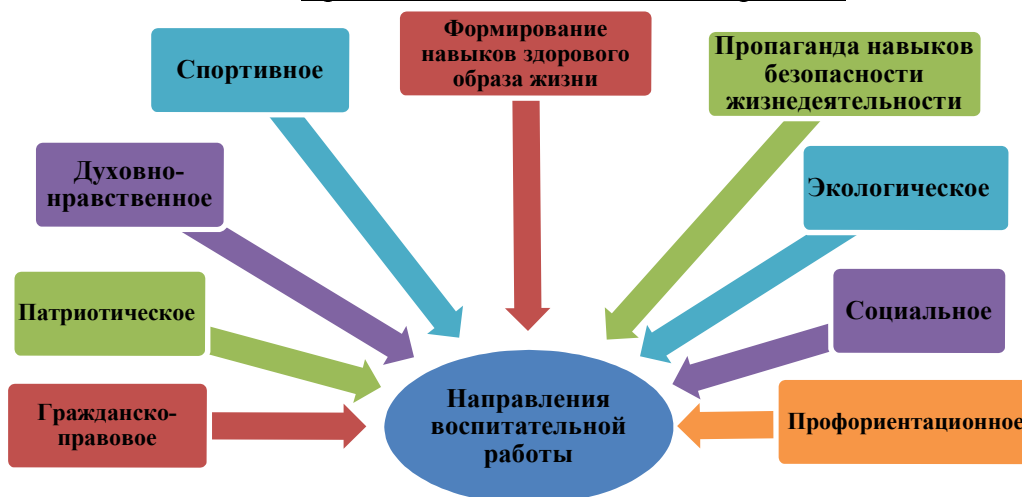 Формирование
навыков здорового
образа жизни
Спортивное
Пропаганда навыков
безопасности
жизнедеятельности
Духовно-
нравственное
Экологическое
Патриотическое
Социальное
Гражданско-
правовое
Направления
воспитательной
работы
Профориентационное